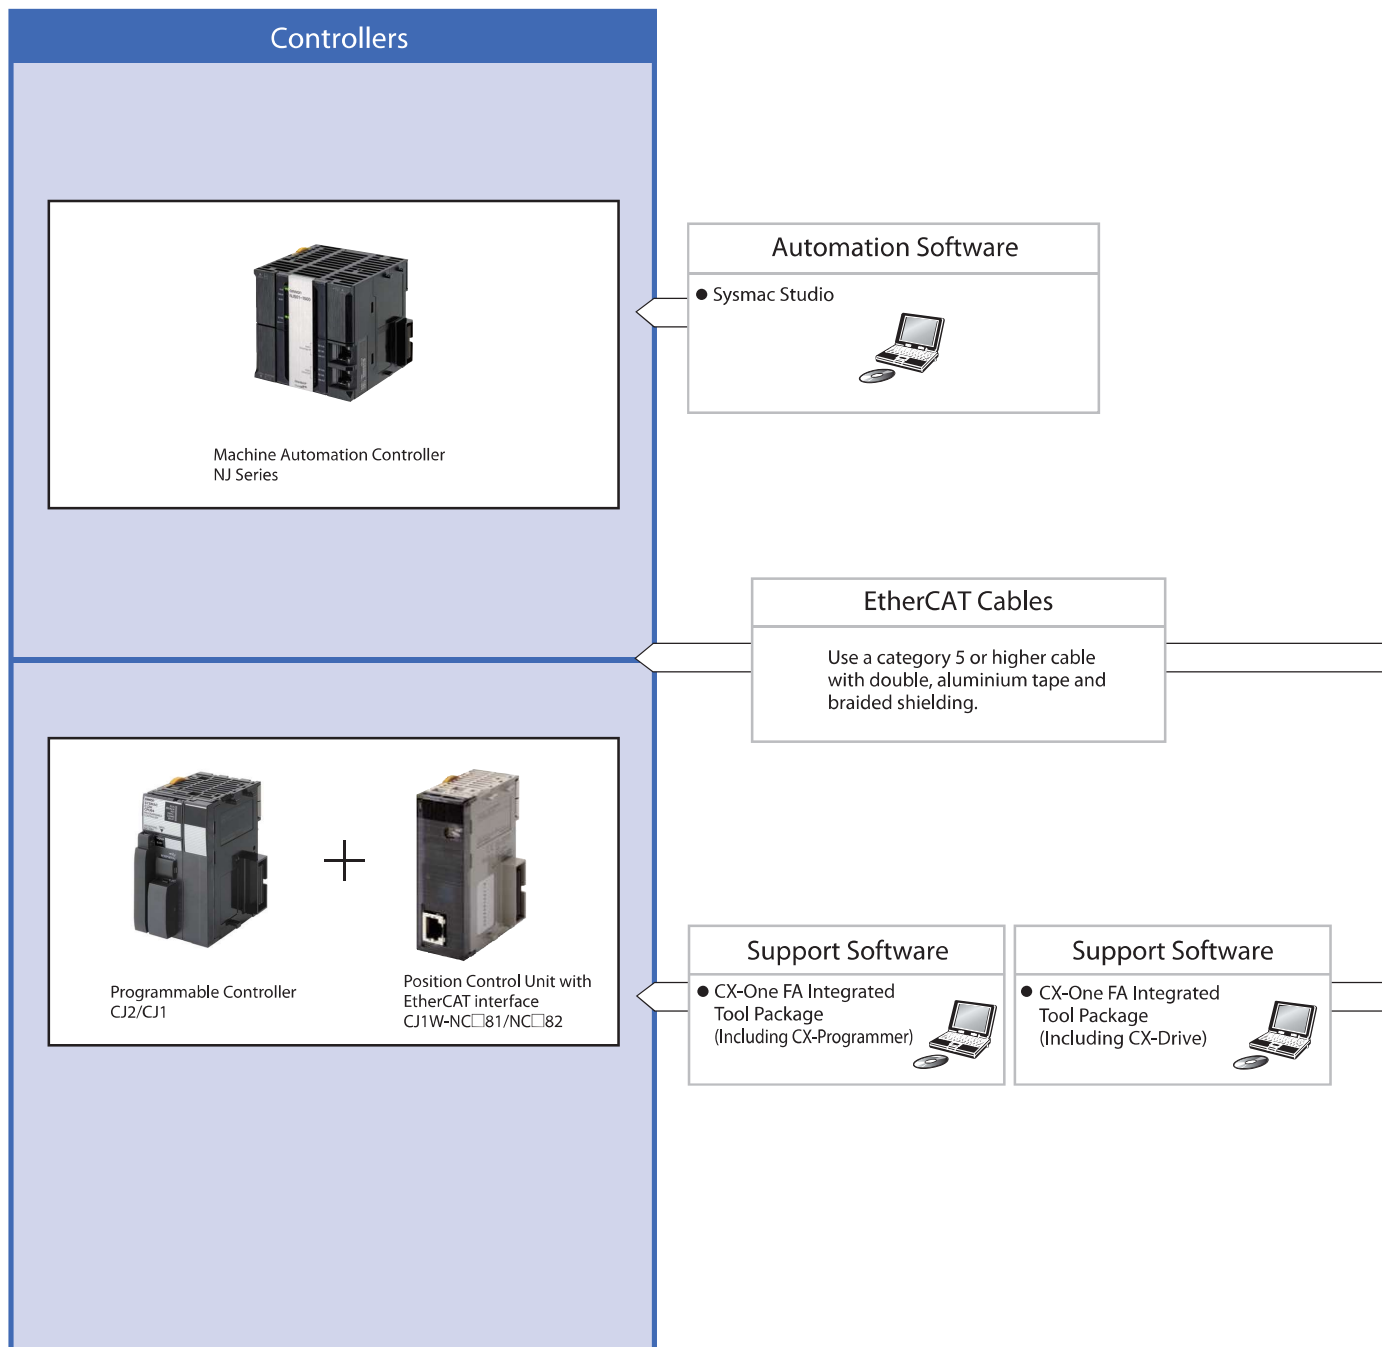 Controllers
Machine Automation Controller
NJ Series
Automation Software
● Sysmac Studio
EtherCAT Cables
Use a category 5 or higher cable
with double, aluminium tape and
braided shielding.
Programmable Controller
CJ2/CJ1
+
Position Control Unit with
EtherCAT interface
CJ1W-NC□81/NC□82
Support Software
● CX-One FA Integrated
Tool Package
(Including CX-Programmer)
Support Software
● CX-One FA Integrated
Tool Package
(Including CX-Drive)